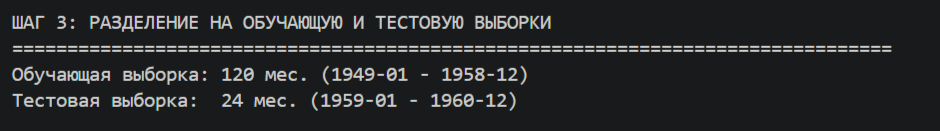 ШАГ 3: РАЗДЕЛЕНИЕ НА ОБУЧАЮЩУЮ И ТЕСТОВУЮ ВЫБОРКИ
================================================================================
Обучающая выборка: 120 мес. (1949-01 - 1958-12)
Тестовая выборка:  24 мес. (1959-01 - 1960-12)